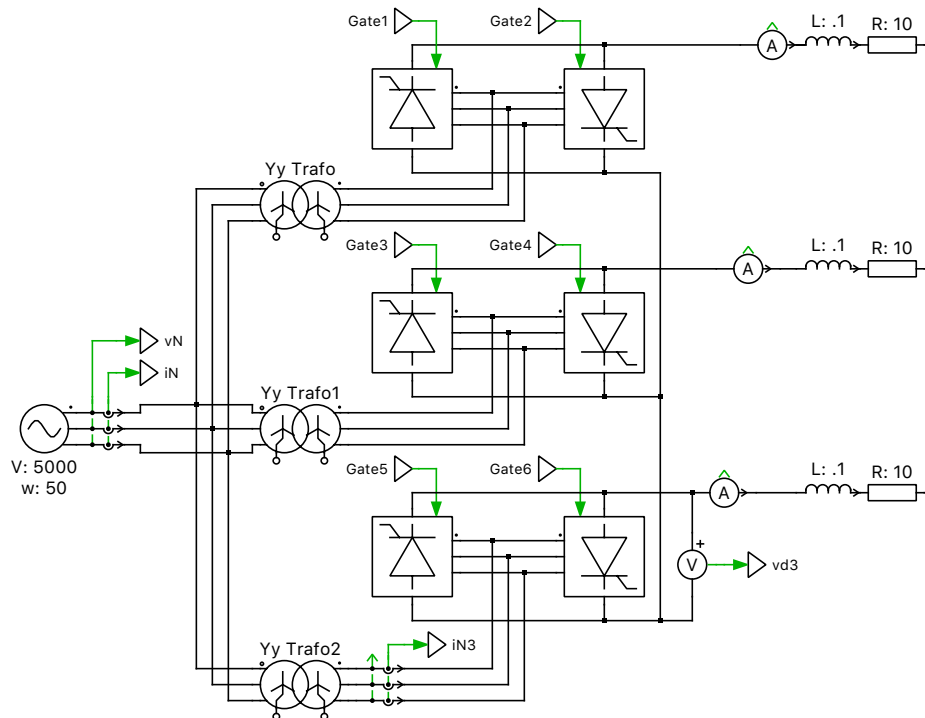 Gate1
Gate2
L: .1
R: 10
A
Yy Trafo
Gate3
Gate4
L: .1
R: 10
A
vN
iN
Yy Trafo1
V: 5000
w: 50
Gate5
Gate6
L: .1
R: 10
A
+
V
vd3
Yy Trafo2
iN3